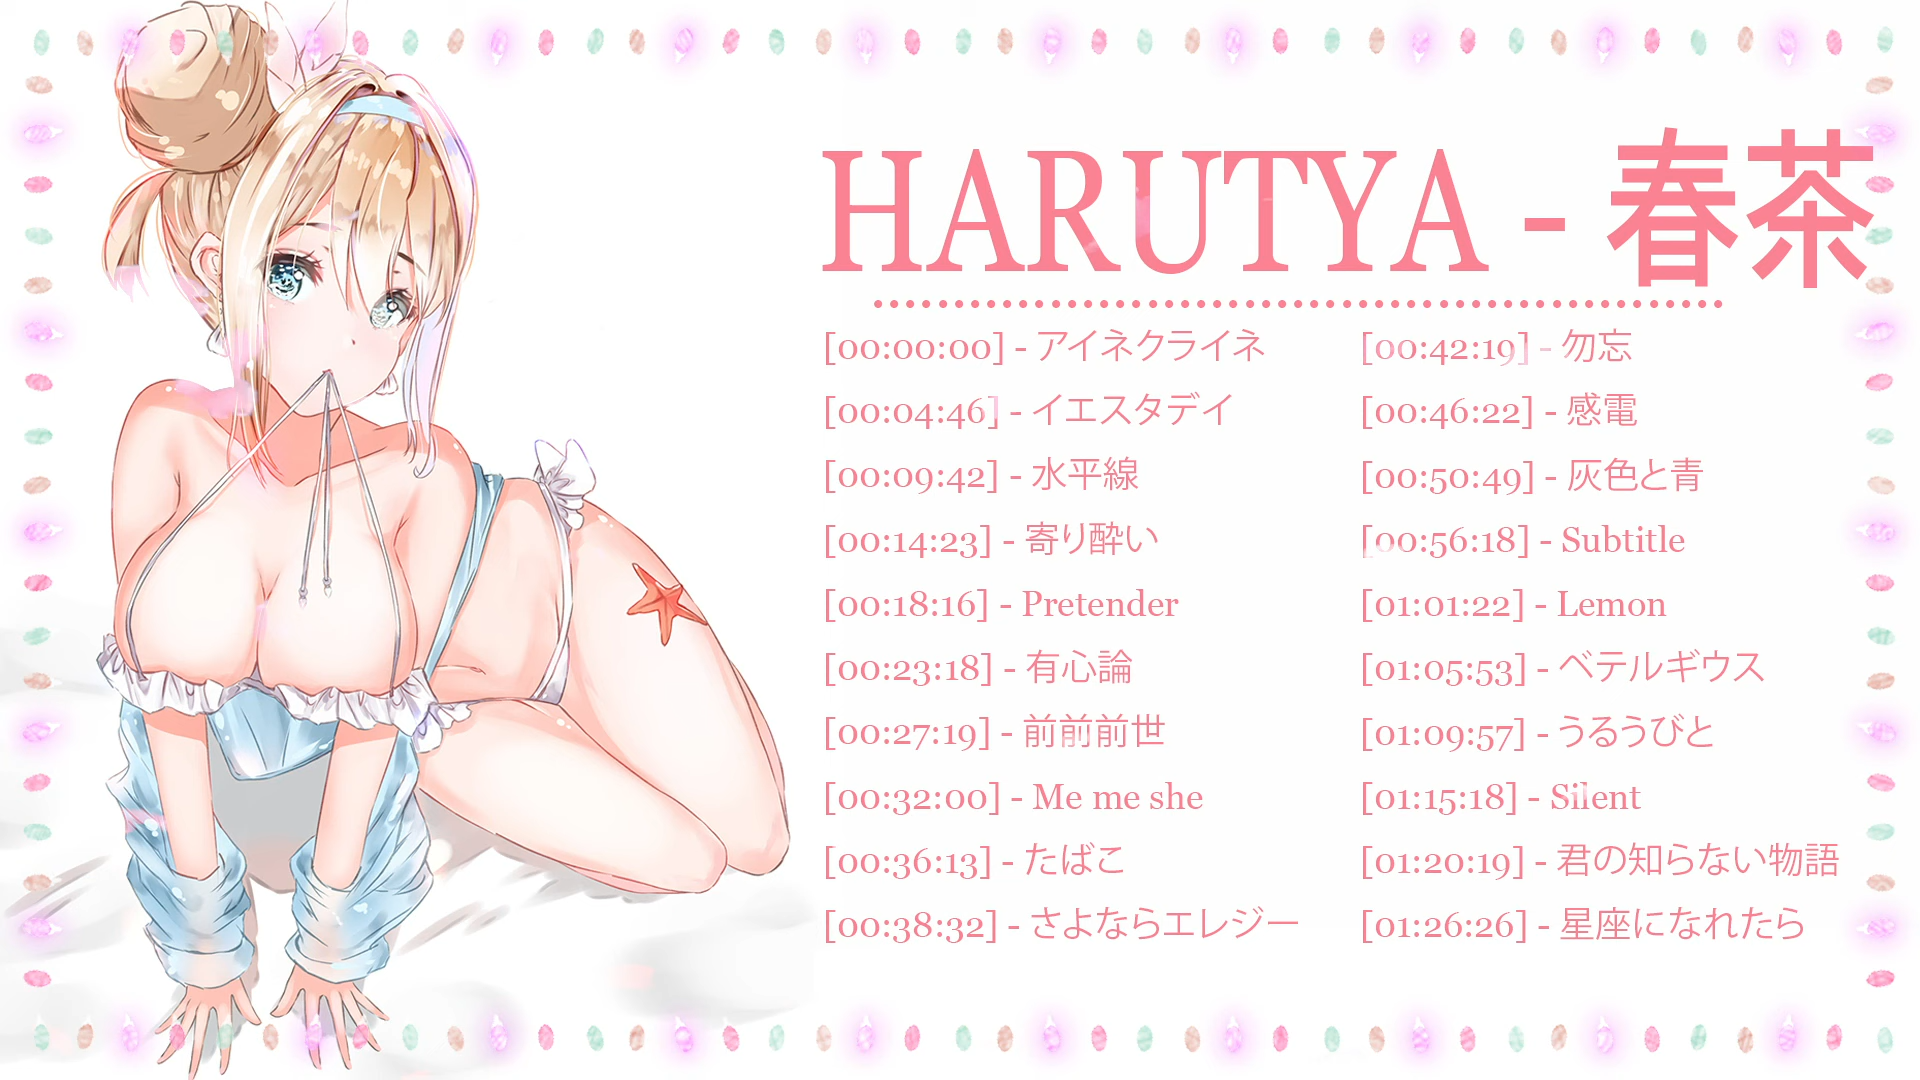 HARUTYA - 春茶
[00:00:00] - アイネクライネ
[00:04:46] - イエスタデイ
[00:09:42] - 水平線
[00:14:23] - 寄り酔い
[00:18:16] - Pretender
[00:23:18] - 有心論
[00:27:19] - 前前前世
[00:32:00] - Me me she
[00:36:13] - たばこ
[00:38:32] - さよならエレジー
[00:42:19] - 勿忘
[00:46:22] - 感電
[00:50:49] - 灰色と青
[00:56:18] - Subtitle
[01:01:22] - Lemon
[01:05:53] - ベテルギウス
[01:09:57] - うるうびと
[01:15:18] - Silent
[01:20:19] - 君の知らない物語
[01:26:26] - 星座になれたら